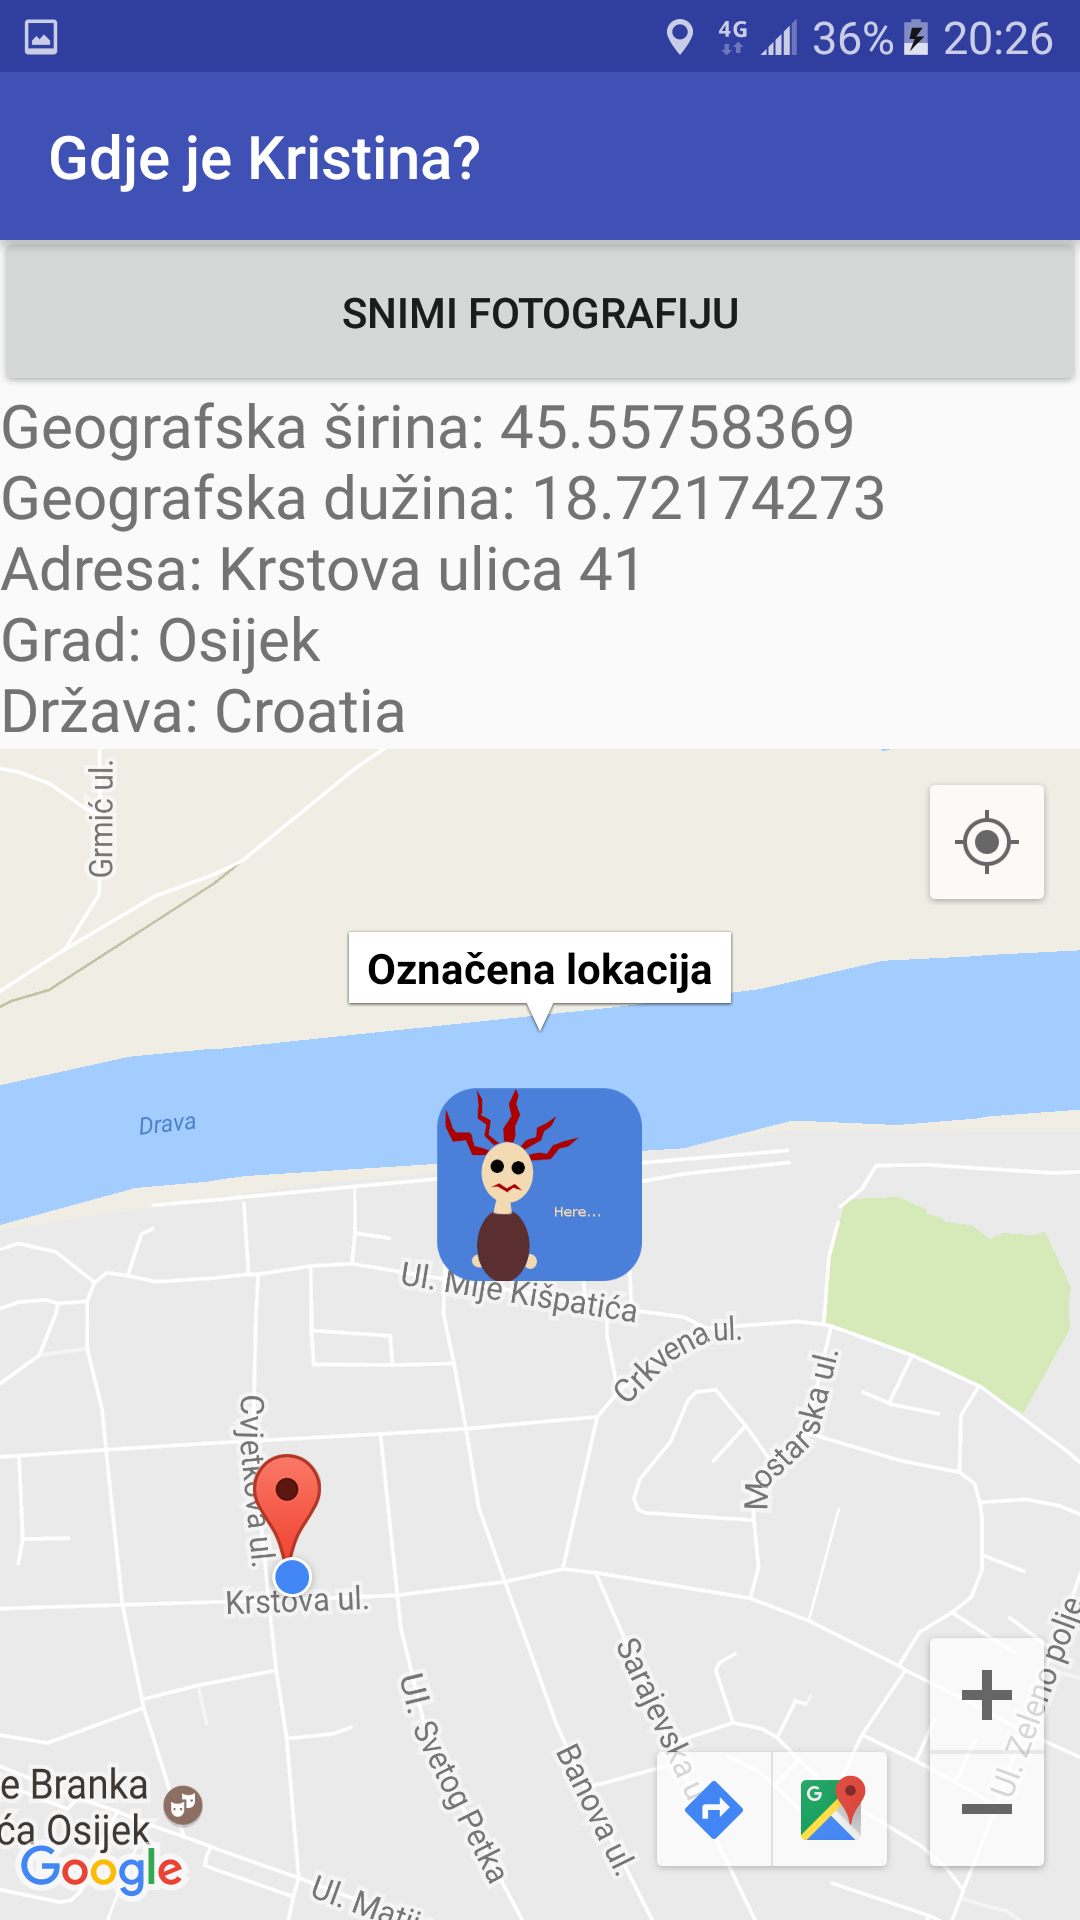 4G 36% 20:26
Gdje je Kristina?
SNIMI FOTOGRAFIJU
Geografska širina: 45.55758369
Geografska dužina: 18.72174273
Adresa: Krstova ulica 41
Grad: Osijek
Država: Croatia
Grmić ul.
Označena lokacija
Drava
Here...
Ul. Mije Kišpatića
Crkvena ul.
Mostarska ul.
Cvjetkova ul.
Krstova ul.
Ul. Svetog Petka
Sarajevska u
Banova ul.
Ul. Zeleno polje
e Branka
ća Osijek
Google
G
Ul. Matij